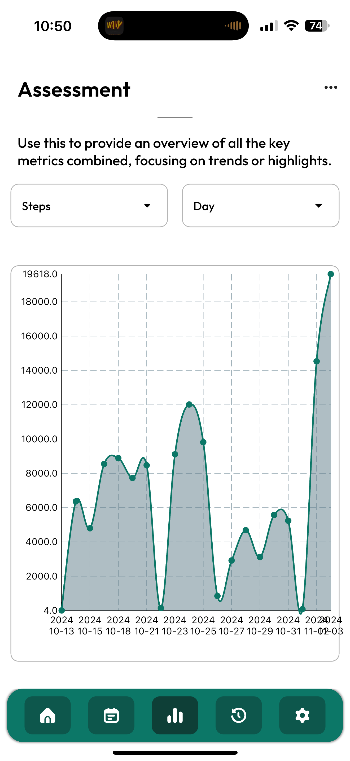 10:50
74
Assessment
Use this to provide an overview of all the key
metrics combined, focusing on trends or highlights.
Steps
Day
19618.0
18000.0
16000.0
14000.0
12000.0
10000.0
8000.0
6000.0
4000.0
2000.0
4.0
2024 2024 2024 2024 2024 2024 2024 2024 2024 2024
10-13 10-15 10-18 10-21 10-23 10-25 10-27 10-29 10-31